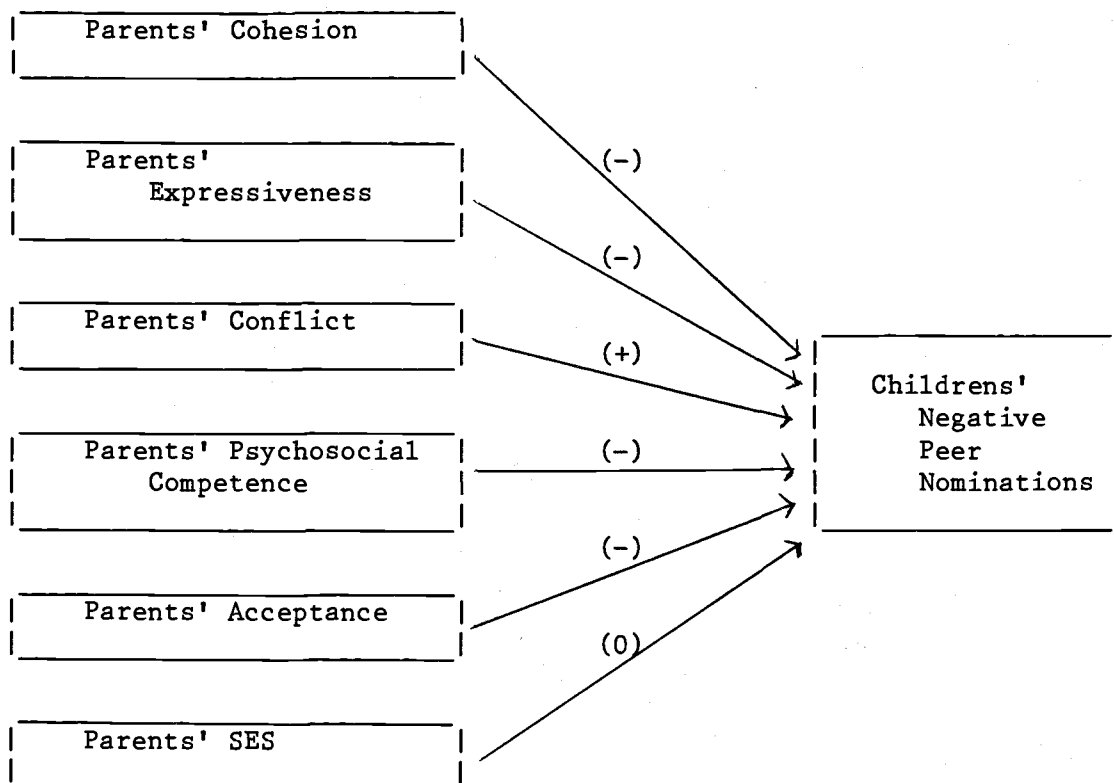 Parents' Cohesion
(-)
Parents'
Expressiveness
(-)
Parents' Conflict
(+)
Childrens'
Negative
Peer
Nominations
Parents' Psychosocial
Competence
(-)
(-)
Parents' Acceptance
(0)
Parents' SES